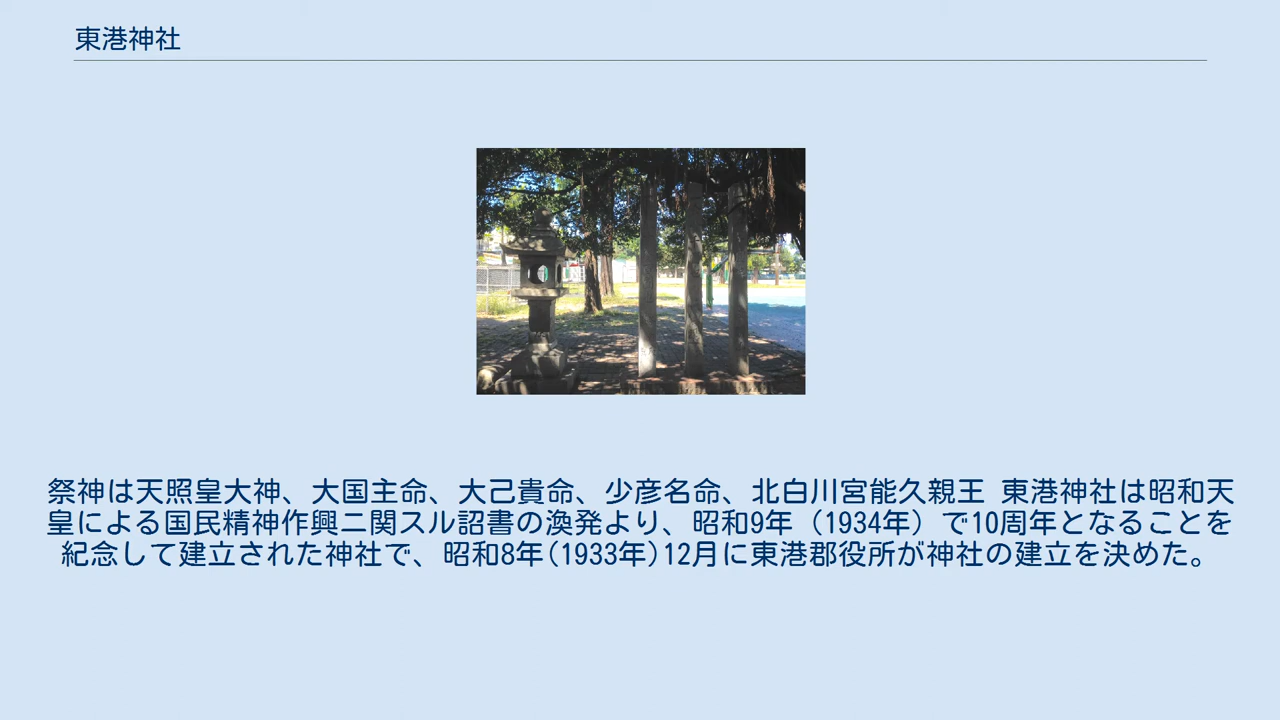 東港神社
祭神は天照皇大神、大国主命、大己貴命、少彦名命、北白川宮能久親王 東港神社は昭和天
皇による国民精神作興ニ関スル詔書の渙発より、昭和9年（1934年）で10周年となることを
紀念して建立された神社で、昭和8年(1933年)12月に東港郡役所が神社の建立を決めた。